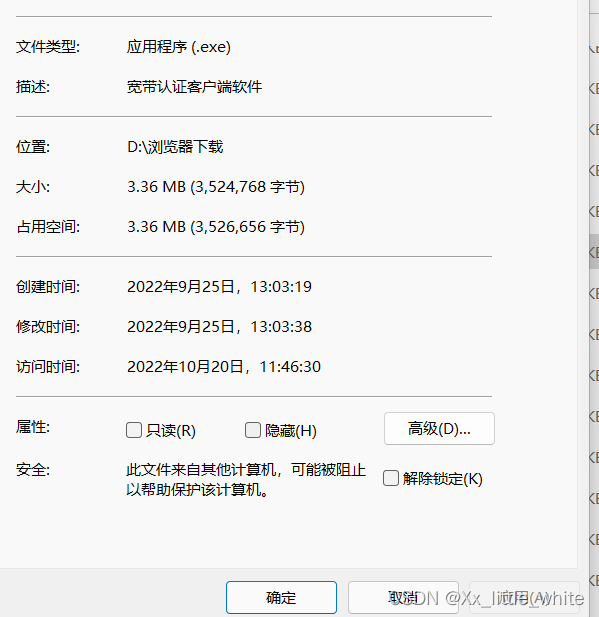 文件类型: 应用程序 (.exe)
描述: 宽带认证客户端软件
位置: D:\浏览器下载
大小: 3.36 MB (3,524,768 字节)
占用空间: 3.36 MB (3,526,656 字节)
创建时间: 2022年9月25日，13:03:19
修改时间: 2022年9月25日，13:03:38
访问时间: 2022年10月20日，11:46:30
属性: 只读(R) 隐藏(H) 高级(D)...
安全: 此文件来自其他计算机，可能被阻止
以帮助保护该计算机。 解除锁定(K)
确定 取消 应用(A)
CSDN @Xx_little_white